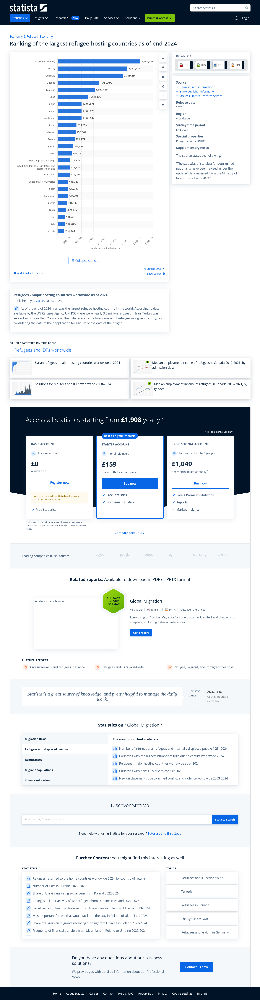 statista
Search Statistics
Statistics
Insights
Research AI NEW
Daily Data
Services
Solutions
Prices & Access
Login
Economy & Politics › Economy
Ranking of the largest refugee-hosting countries as of end-2024
Iran (Islamic Rep. of) 3,489,257
Turkey 2,940,735
Germany 2,749,266
Uganda 1,759,492
Pakistan 1,560,480
Chad 1,278,866
Poland 1,008,871
Ethiopia 1,008,826
Bangladesh 1,005,602
Sudan 793,395
Lebanon 758,642
France 721,771
Jordan 643,641
Kenya 604,257
Dem. Rep. of the Congo 517,404
United Kingdom of Great Britain and
Northern Ireland 515,677
South Sudan 514,794
United States of America 435,333
Spain 429,333
Cameroon 427,706
Czechia 391,133
Niger 369,836
Iraq 318,461
Italy 312,849
Austria 284,828
0 500,000 1,000,000 1,500,000 2,000,000 2,500,000 3,000,000 3,500,000 4,000,000
Number of admitted refugees
Collapse statistic
© Statista 2025
Additional Information
Show source
DOWNLOAD
PDF + XLS + PNG + PPT +
Source
Show sources information
Show publisher information
Use Ask Statista Research Service
Release date
2025
Region
Worldwide
Survey time period
End-2024
Special properties
Refugees under UNHCR
Supplementary notes
The source states the following:
"The statistics of stateless/undetermined
nationality have been revised as per the
updated data received from the Ministry of
Interior (as of end-2024)"
Refugees - major hosting countries worldwide as of 2024
Published by S. Galan, Oct 9, 2025
As of the end of 2024, Iran was the largest refugee-hosting country in the world. According to data
available by the UN Refugee Agency UNHCR, there were nearly 3.5 million refugees in Iran. Turkey was
second with more than 2.9 million. The data refers to the total number of refugees in a given country, not
considering the date of their application for asylum or the date of their flight.
OTHER STATISTICS ON THE TOPIC
Refugees and IDPs worldwide
Syrian refugees - major hosting countries worldwide in 2024
Median employment income of refugees in Canada 2012-2021, by
admission class
Solutions for refugees and IDPs worldwide 2000-2024
Median employment income of refugees in Canada 2012-2021, by
gender
Access all statistics starting from £1,908 yearly *
* For commercial use only
BASIC ACCOUNT
For single users
£0
Always free
Register now
Access limited to Free Statistics. Premium
Statistics are not included.
Free Statistics
Based on your interests
STARTER ACCOUNT
For single users
£159
per month, billed annually 1
Buy now
Free Statistics
Premium Statistics
PROFESSIONAL ACCOUNT
For teams of up to 5 people
£1,049
per month, billed annually 1
Buy now
Free + Premium Statistics
Reports
Market Insights
1 All prices do not include sales tax. The account requires an
annual contract and will renew after one year to the regular list
price.
Compare accounts
Leading companies trust Statista:
paypal google adobe pg samsung telekom
Related reports: Available to download in PDF or PPTX format
All datain one format
ALL DATA
IN ONE
FORMAT
Global Migration
45 page/s English PPTX Detailed references
Everything on "Global Migration" in one document: edited and divided into
chapters, including detailed references.
Go to report
FURTHER REPORTS
Asylum seekers and refugees in France
Refugees and IDPs worldwide
Refugee, migrant, and immigrant health w...
Statista is a great source of knowledge, and pretty helpful to manage the daily
work.
Christof
Baron
Christof Baron
CEO, MindShare
Germany
Statistics on " Global Migration "
Migration flows
Refugees and displaced persons
Remittances
Migrant populations
Climate migration
The most important statistics
Number of international refugees and internally displaced people 1951-2024
Countries with the highest number of IDPs due to conflict worldwide 2024
Refugees - major hosting countries worldwide as of 2024
Countries with new IDPs due to conflict 2023
New displacements due to armed conflict and violence worldwide 2003-2024
Discover Statista
Find statistics, forecasts and reports
Statista Search
Need help with using Statista for your research? Tutorials and first steps
Further Content: You might find this interesting as well
STATISTICS
Refugees returned to the home countries worldwide 2024, by country of return
Number of IDPs in Ukraine 2022-2023
Share of Ukrainians using social benefits in Poland 2022-2024
Changes in labor activity of war refugees from Ukraine in Poland 2022-2024
Beneficiaries of financial transfers from Ukrainians in Poland to Ukraine 2023-2024
Most important factors that would facilitate the stay in Poland of Ukrainians 2024
Share of Ukrainian migrants receiving funding from Ukraine in Poland 2023-2024
Frequency of financial transfers from Ukrainians in Poland to Ukraine 2022-2024
TOPICS
Refugees and IDPs worldwide
Terrorism
Refugees in Canada
The Syrian civil war
Refugees and asylum in Germany
Do you have any questions about our business
solutions?
We provide you with detailed information about our Professional
Account.
Contact us now
Home About Statista Career Contact Help & FAQ Report Bug Privacy Cookie settings Imprint